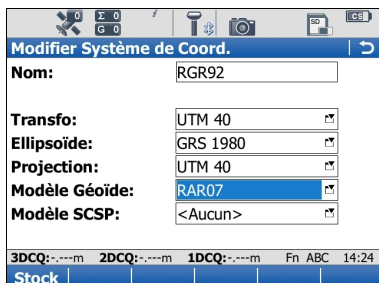 Σ 0
G 0
SD
CS
Modifier Système de Coord.
Nom: RGR92
Transfo: UTM 40
Ellipsoïde: GRS 1980
Projection: UTM 40
Modèle Géoïde: RAR07
Modèle SCSP: <Aucun>
3DCQ:-.---m 2DCQ:-.---m 1DCQ:-.---m Fn ABC 14:24
Stock